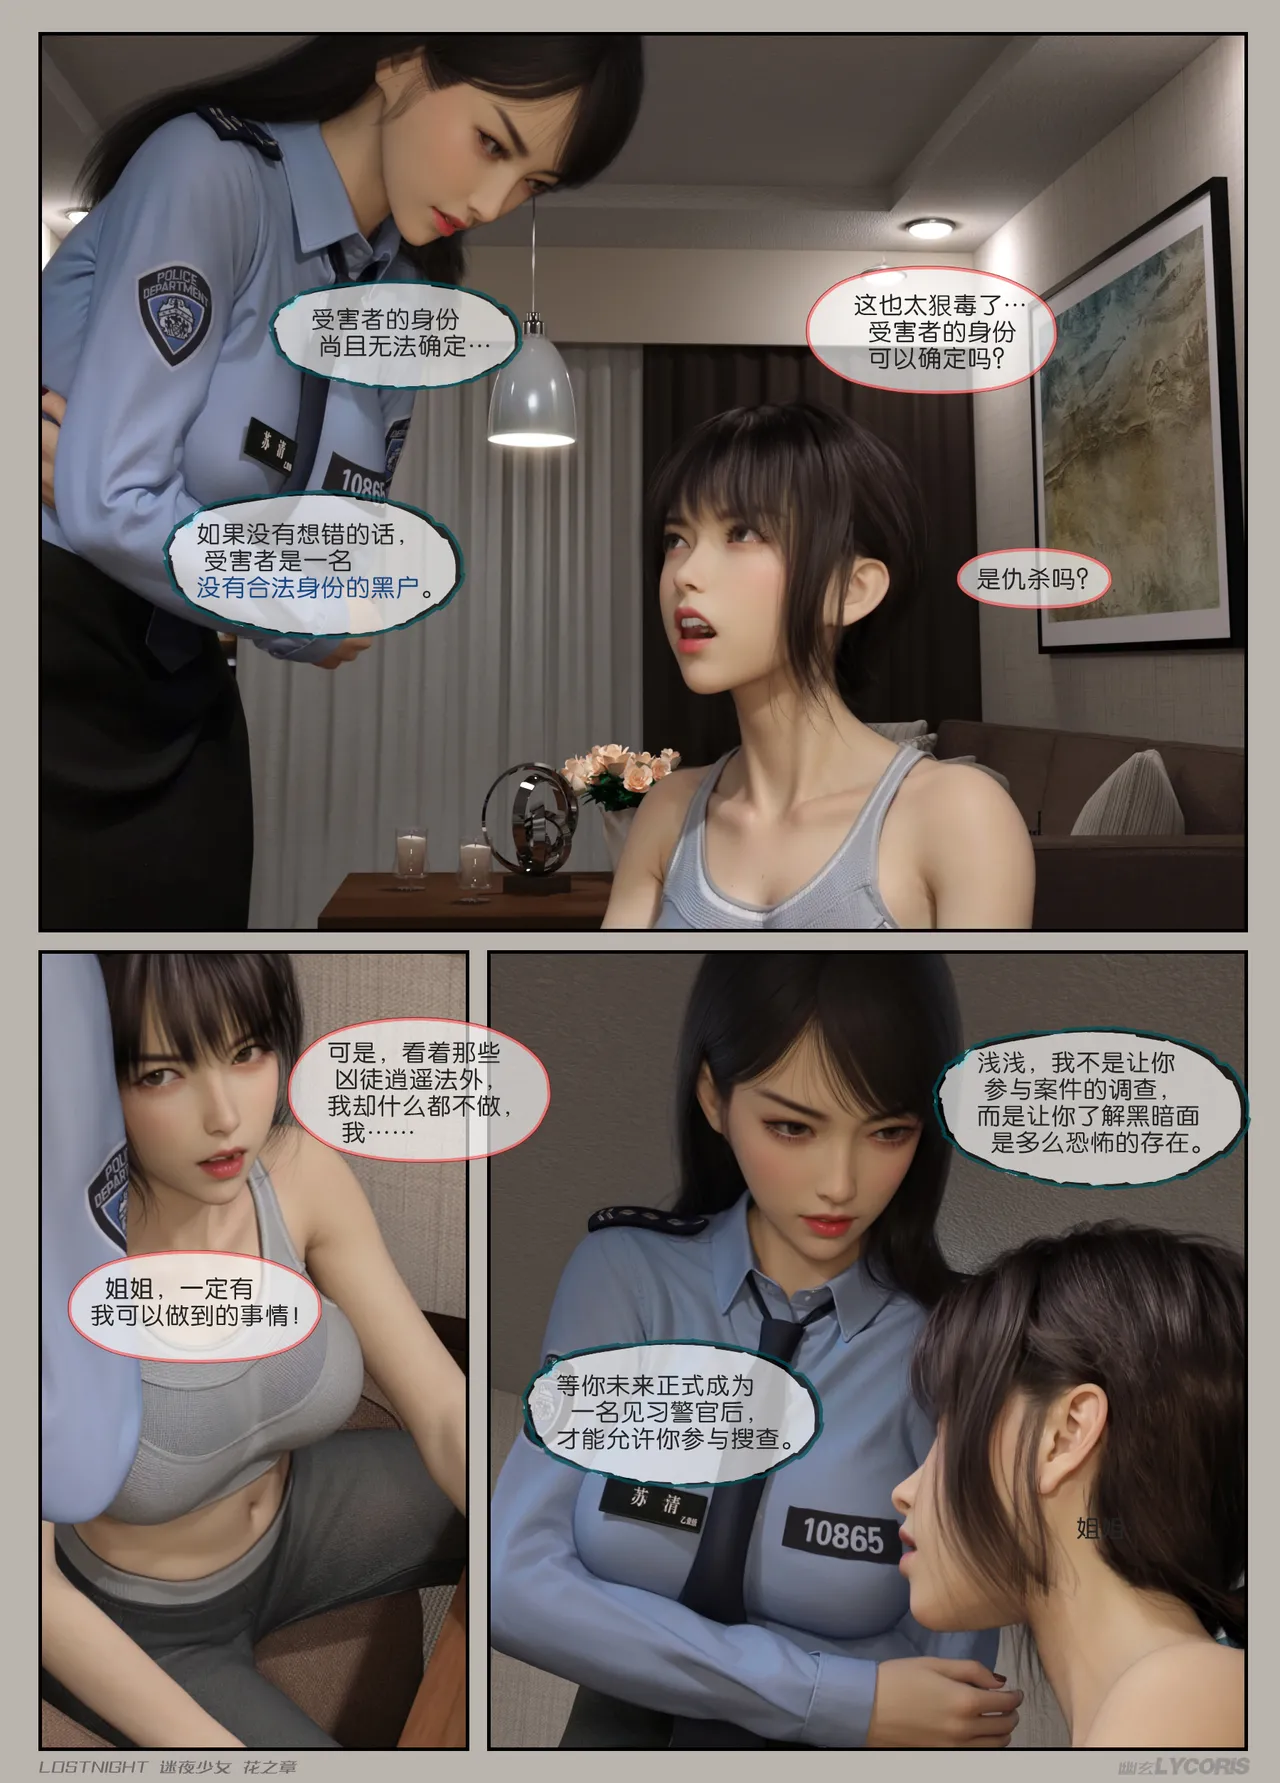 这也太狠毒了…
受害者的身份
可以确定吗?
受害者的身份
尚且无法确定…
POLICE
DEPARTMENT
苏清
10865
如果没有想错的话,
受害者是一名
没有合法身份的黑户。
是仇杀吗?
可是，看着那些
凶徒逍遥法外,
我却什么都不做,
我……
POL
DEPAR
姐姐，一定有
我可以做到的事情!
浅浅，我不是让你
参与案件的调查,
而是让你了解黑暗面
是多么恐怖的存在。
等你未来正式成为
一名见习警官后,
才能允许你参与搜查。
苏清
10865
姐姐
LOSTNIGHT 迷夜少女 花之章
幽玄LYCORIS